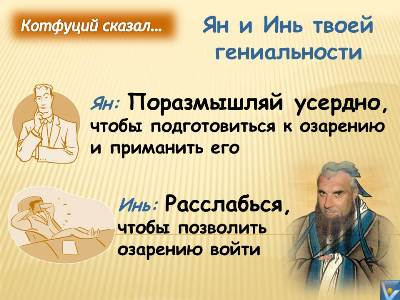 Котфуций сказал...
Ян и Инь твоей
гениальности
Ян: Поразмышляй усердно,
чтобы подготовиться к озарению
и приманить его
Инь: Расслабься,
чтобы позволить
озарению войти